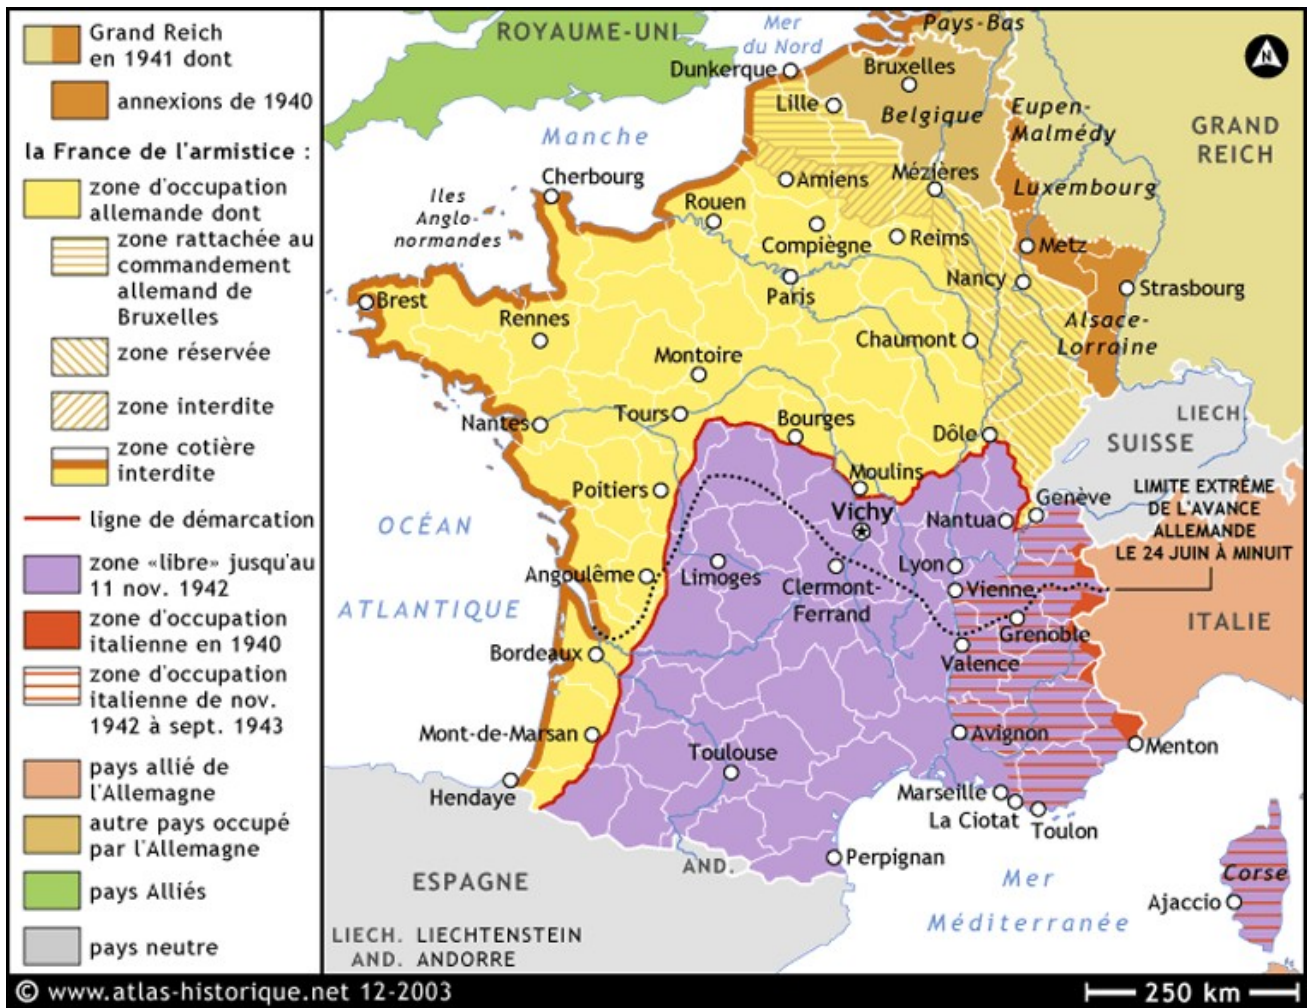 Grand Reich
en 1941 dont
annexions de 1940
la France de l'armistice :
zone d'occupation
allemande dont
zone rattachée au
commandement
allemand de
Bruxelles
zone réservée
zone interdite
zone cotière
interdite
ligne de démarcation
zone «libre» jusqu'au
11 nov. 1942
zone d'occupation
italienne en 1940
zone d'occupation
italienne de nov.
1942 à sept. 1943
pays allié de
l'Allemagne
autre pays occupé
par l'Allemagne
pays Alliés
pays neutre
ROYAUME-UNI
Mer
du Nord
Pays-Bas
N
Dunkerque
Bruxelles
Lille
Belgique
Eupen-
Malmédy
GRAND
REICH
Manche
Cherbourg
Amiens
Mézières
Luxembourg
Iles
Anglo-
normandes
Rouen
Compiègne
Reims
Metz
Nancy
Strasbourg
Brest
Paris
Rennes
Chaumont
Alsace-
Lorraine
Montoire
Nantes
Tours
Bourges
Dôle
LIECH.
SUISSE
Moulins
Poitiers
Vichy
Nantua
Genève
LIMITE EXTRÊME
DE L'AVANCE
ALLEMANDE
LE 24 JUIN À MINUIT
OCÉAN
ATLANTIQUE
Angoulême
Limoges
Clermont-
Ferrand
Lyon
Vienne
Grenoble
ITALIE
Bordeaux
Valence
Mont-de-Marsan
Toulouse
Avignon
Menton
Hendaye
Marseille
La Ciotat
Toulon
Perpignan
AND.
ESPAGNE
Mer
Méditerranée
Corse
Ajaccio
LIECH. LIECHTENSTEIN
AND. ANDORRE
© www.atlas-historique.net 12-2003
250 km